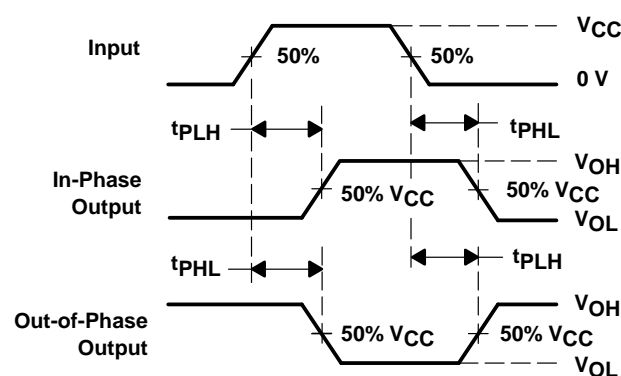 Input
50%
50%
VCC
0 V
tPLH
tPHL
In-Phase
Output
50% VCC
VOH
50% VCC
VOL
tPHL
tPLH
Out-of-Phase
Output
50% VCC
VOH
50% VCC
VOL